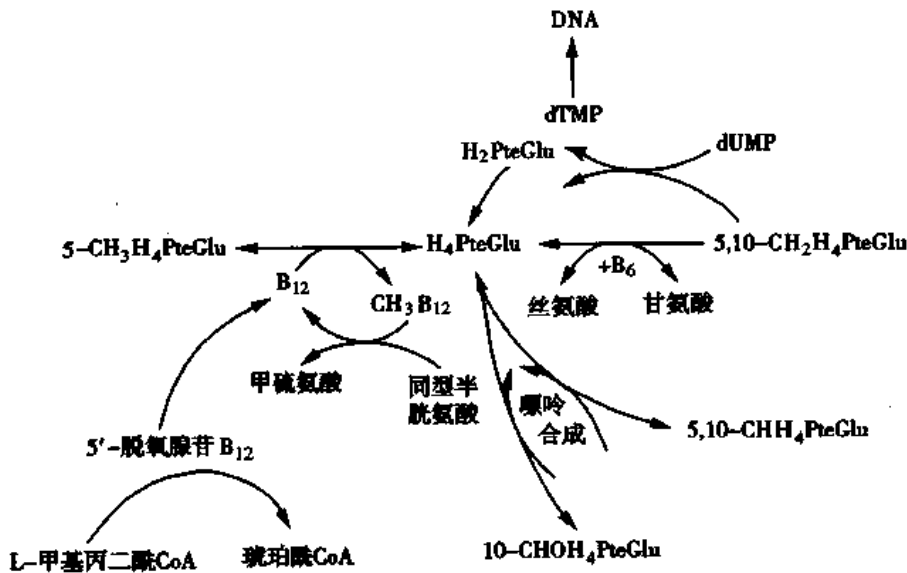 DNA
dTMP
H₂PteGlu
dUMP
5-CH₃H₄PteGlu
H₄PteGlu
5,10-CH₂H₄PteGlu
B₁₂
CH₃B₁₂
+B₆
丝氨酸
甘氨酸
甲硫氨酸
同型半
胱氨酸
嘌呤
合成
5,10-CHH₄PteGlu
5′-脱氧腺苷B₁₂
L-甲基丙二酰CoA
琥珀酰CoA
10-CHOH₄PteGlu